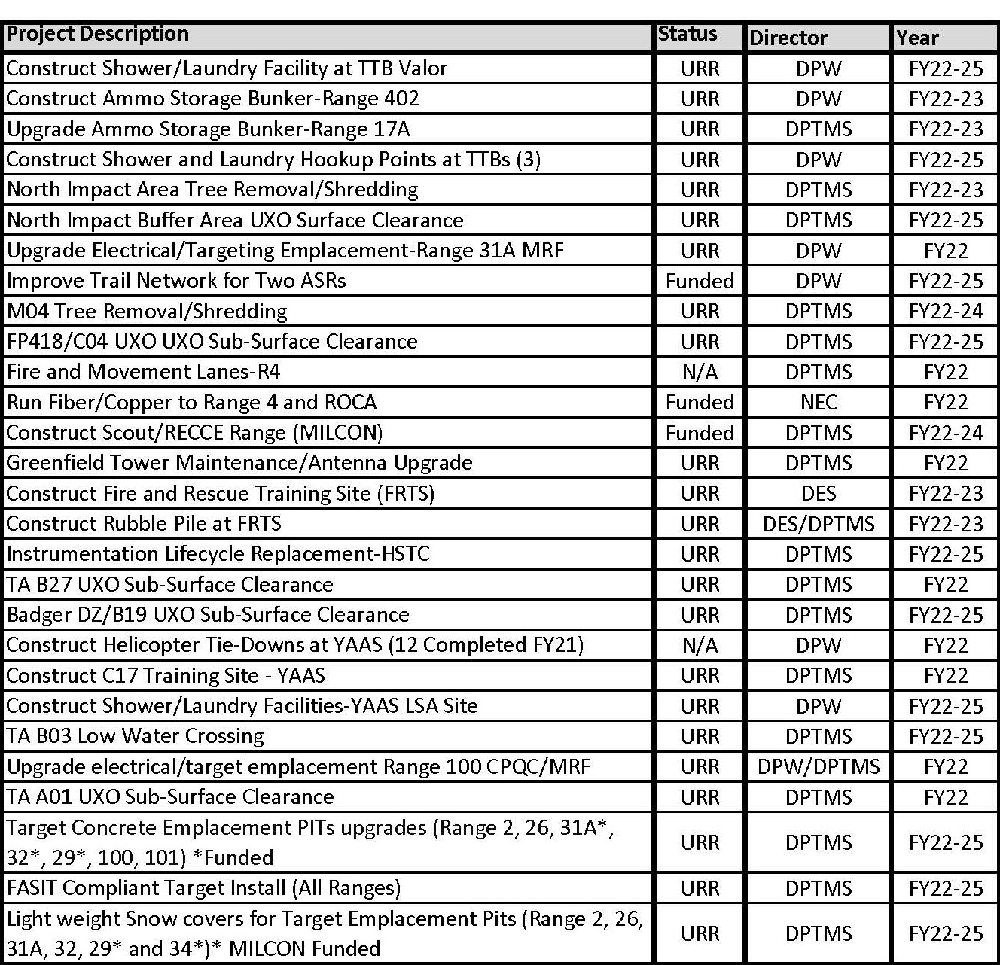 Project Description Status Director Year
Construct Shower/Laundry Facility at TTB Valor URR DPW FY22-25
Construct Ammo Storage Bunker-Range 402 URR DPW FY22-23
Upgrade Ammo Storage Bunker-Range 17A URR DPTMS FY22-23
Construct Shower and Laundry Hookup Points at TTBs (3) URR DPW FY22-25
North Impact Area Tree Removal/Shredding URR DPTMS FY22-23
North Impact Buffer Area UXO Surface Clearance URR DPTMS FY22-25
Upgrade Electrical/Targeting Emplacement-Range 31A MRF URR DPW FY22
Improve Trail Network for Two ASRs Funded DPW FY22-25
M04 Tree Removal/Shredding URR DPTMS FY22-24
FP418/C04 UXO UXO Sub-Surface Clearance URR DPTMS FY22-25
Fire and Movement Lanes-R4 N/A DPTMS FY22
Run Fiber/Copper to Range 4 and ROCA Funded NEC FY22
Construct Scout/RECCE Range (MILCON) Funded DPTMS FY22-24
Greenfield Tower Maintenance/Antenna Upgrade URR DPTMS FY22
Construct Fire and Rescue Training Site (FRTS) URR DES FY22-23
Construct Rubble Pile at FRTS URR DES/DPTMS FY22-23
Instrumentation Lifecycle Replacement-HSTC URR DPTMS FY22-25
TA B27 UXO Sub-Surface Clearance URR DPTMS FY22
Badger DZ/B19 UXO Sub-Surface Clearance URR DPTMS FY22-25
Construct Helicopter Tie-Downs at YAAS (12 Completed FY21) N/A DPW FY22
Construct C17 Training Site - YAAS URR DPTMS FY22
Construct Shower/Laundry Facilities-YAAS LSA Site URR DPW FY22-25
TA B03 Low Water Crossing URR DPTMS FY22-25
Upgrade electrical/target emplacement Range 100 CPQC/MRF URR DPW/DPTMS FY22
TA A01 UXO Sub-Surface Clearance URR DPTMS FY22
Target Concrete Emplacement PITs upgrades (Range 2, 26, 31A*,
32*, 29*, 100, 101) *Funded URR DPTMS FY22-25
FASIT Compliant Target Install (All Ranges) URR DPTMS FY22-25
Light weight Snow covers for Target Emplacement Pits (Range 2, 26,
31A, 32, 29* and 34*)* MILCON Funded URR DPTMS FY22-25